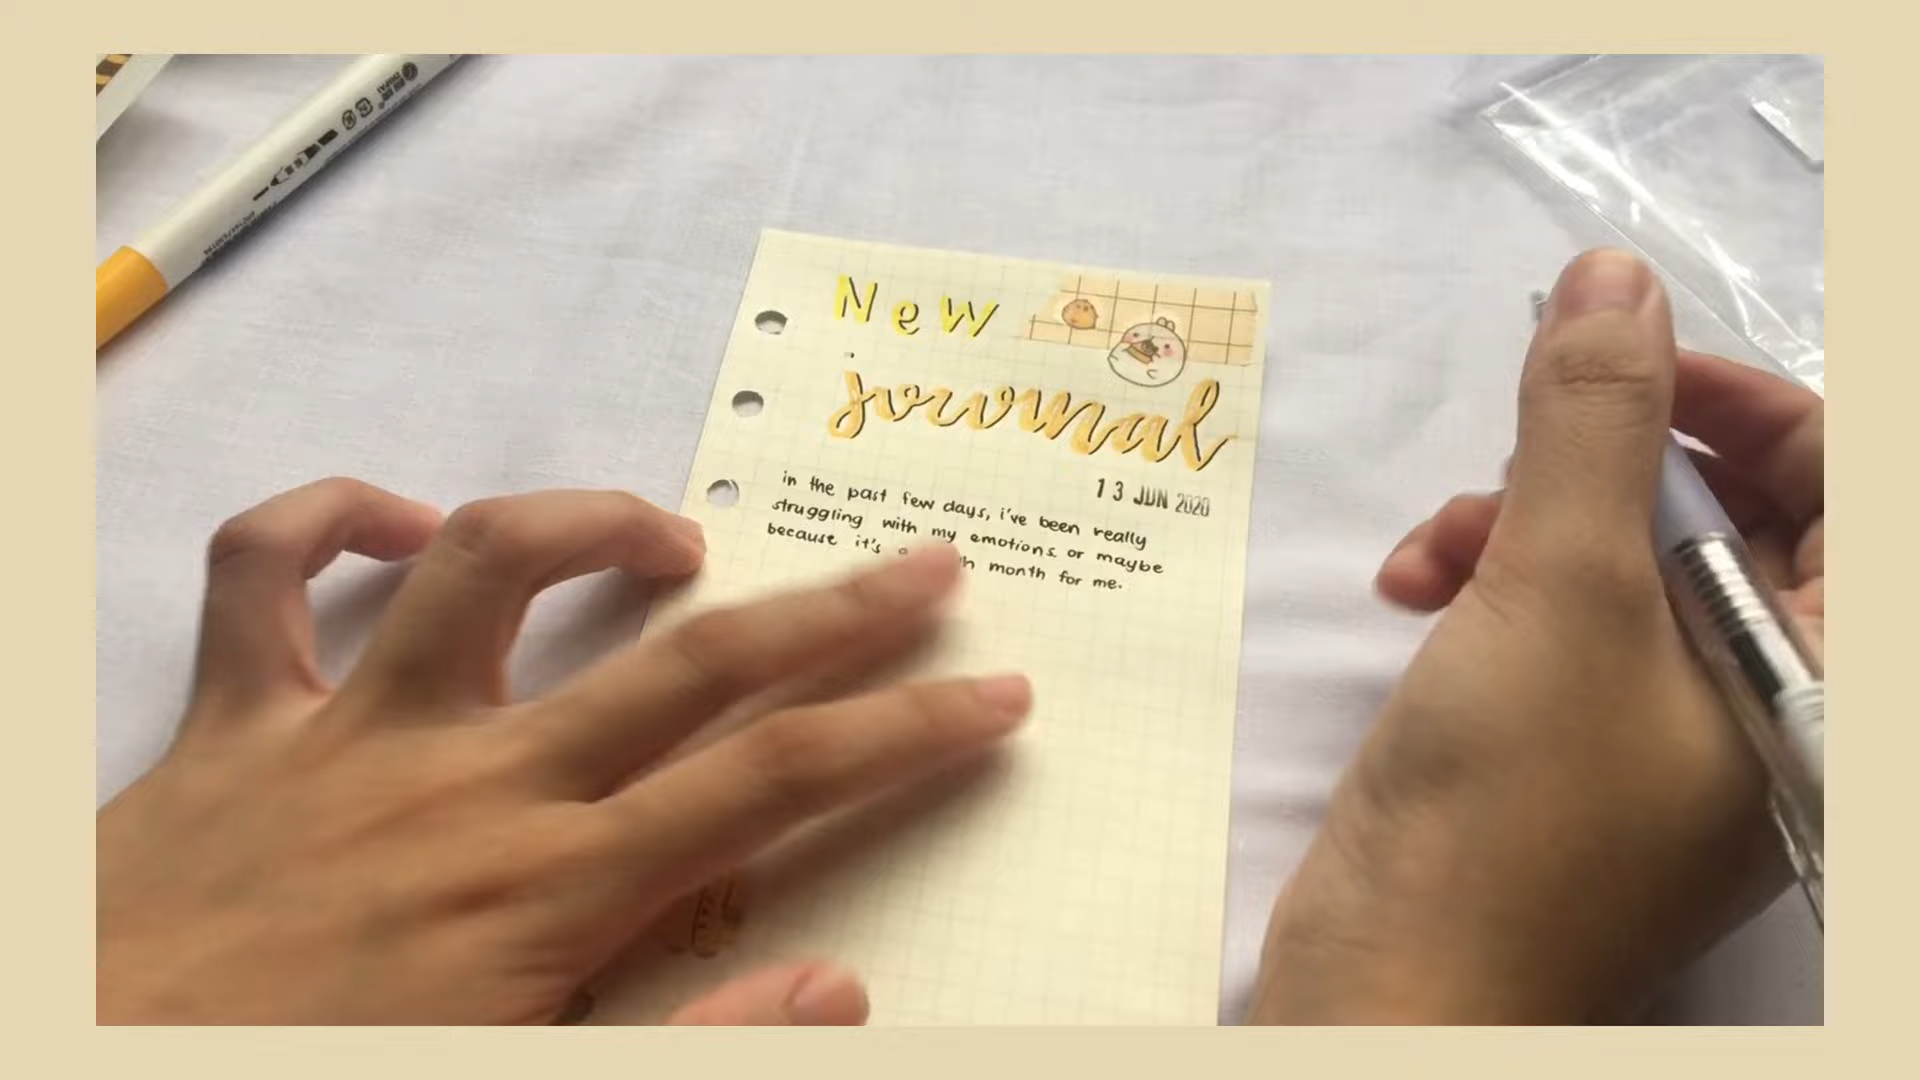 New
journal
13 JUN 2020
in the past few days, i've been really
struggling with my emotions. or maybe
because it's month for me.